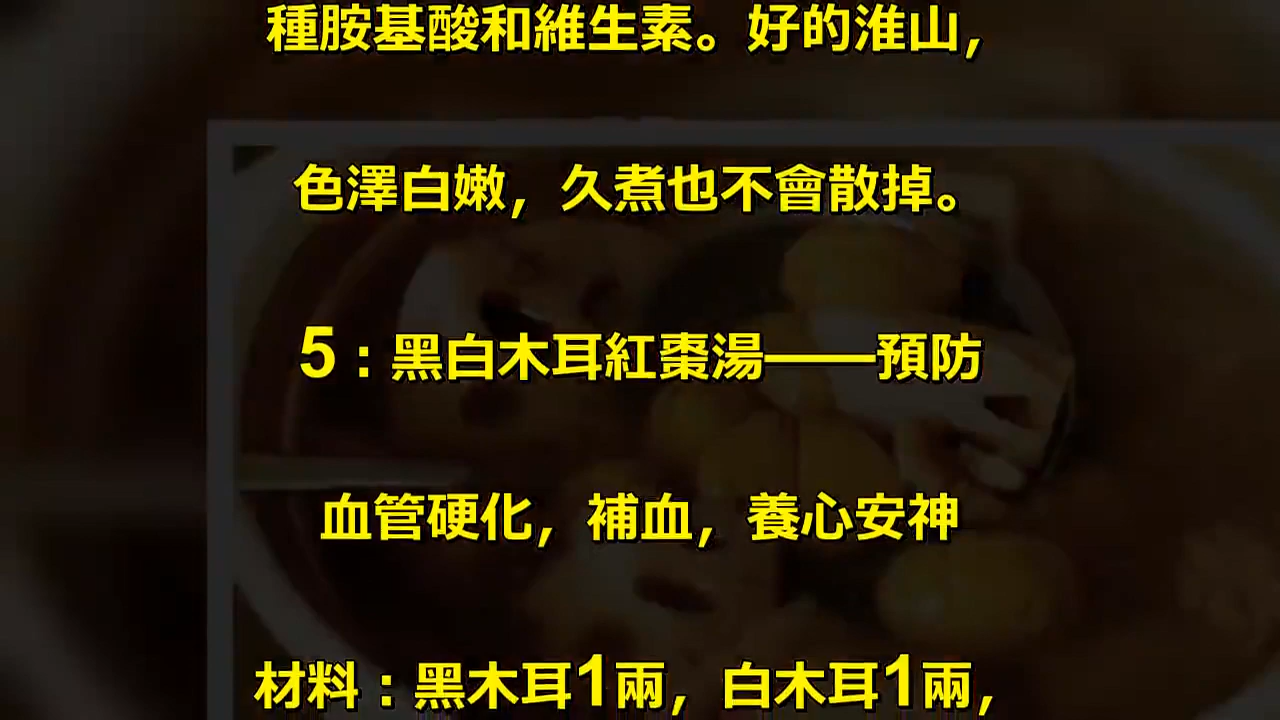 種胺基酸和維生素。好的淮山，
色澤白嫩，久煮也不會散掉。
5：黑白木耳紅棗湯——預防
血管硬化，補血，養心安神
材料：黑木耳1兩，白木耳1兩，